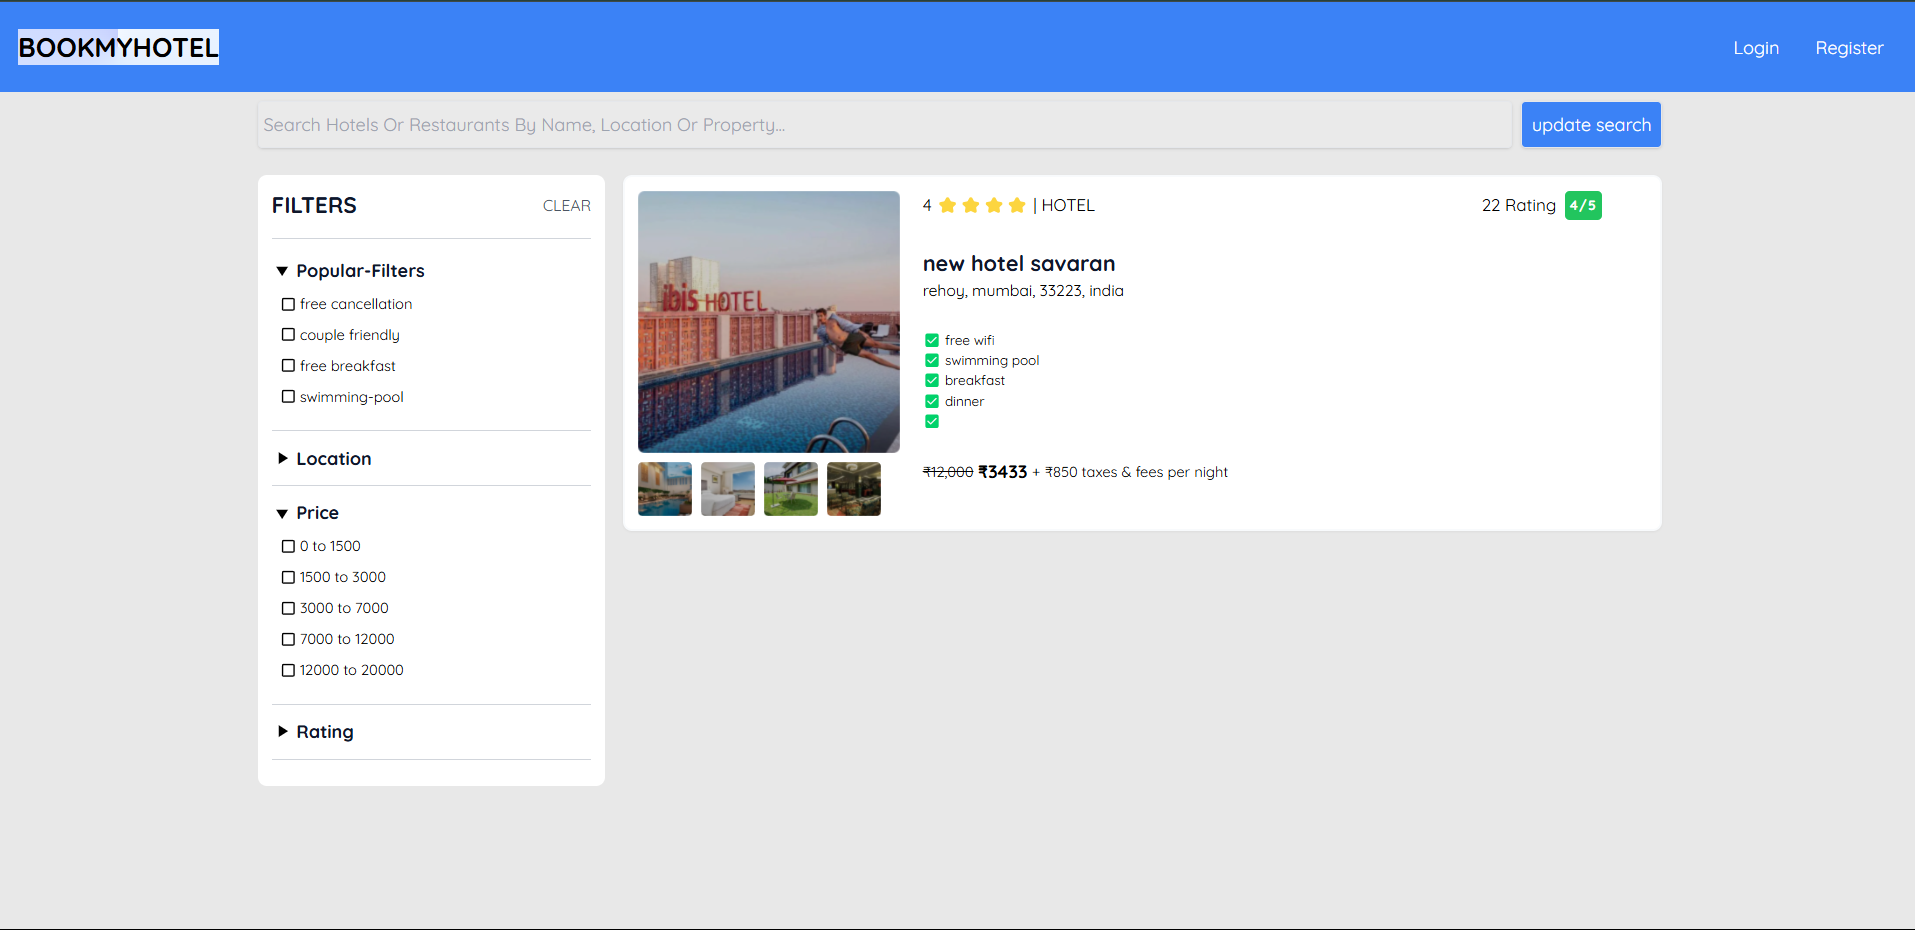 BOOKMYHOTEL
Login
Register
Search Hotels Or Restaurants By Name, Location Or Property...
update search
FILTERS
CLEAR
Popular-Filters
free cancellation
couple friendly
free breakfast
swimming-pool
Location
Price
0 to 1500
1500 to 3000
3000 to 7000
7000 to 12000
12000 to 20000
Rating
ibis HOTEL
4 | HOTEL
22 Rating 4/5
new hotel savaran
rehoy, mumbai, 33223, india
free wifi
swimming pool
breakfast
dinner
₹12,000 ₹3433 + ₹850 taxes & fees per night